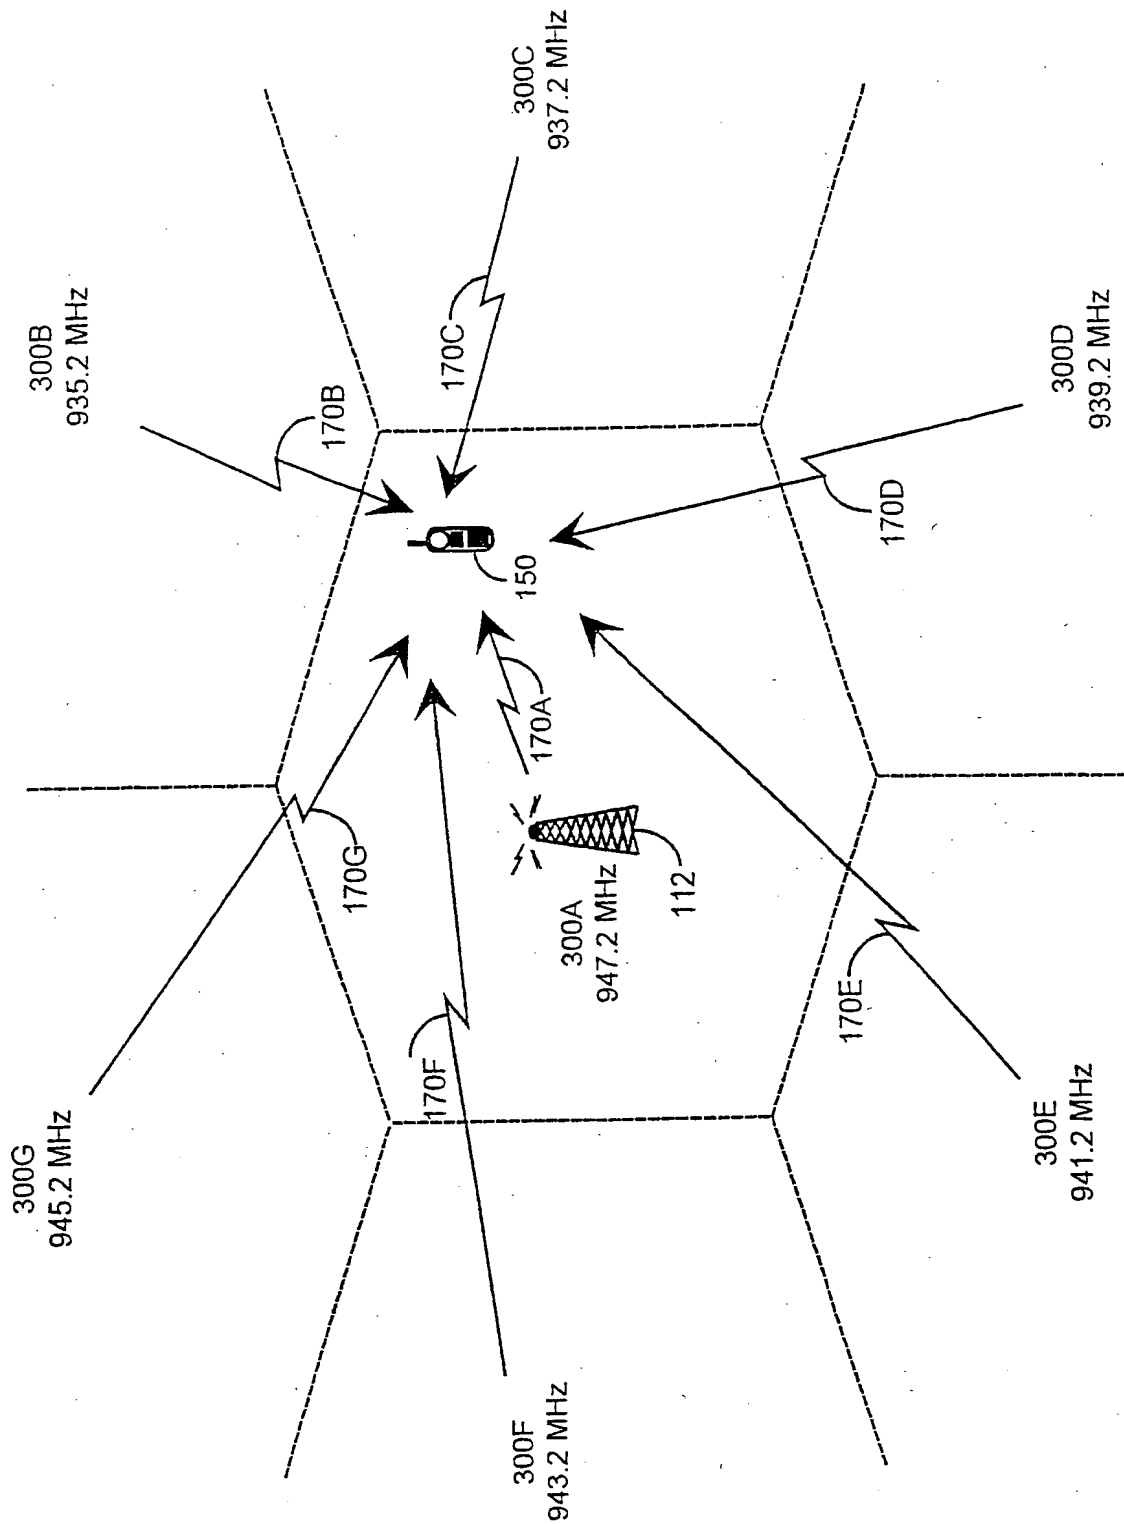 300G
945.2 MHz
300B
935.2 MHz
170G
170B
170F
170C
300F
943.2 MHz
300C
937.2 MHz
150
170A
300A
947.2 MHz
112
170E
170D
300E
941.2 MHz
300D
939.2 MHz